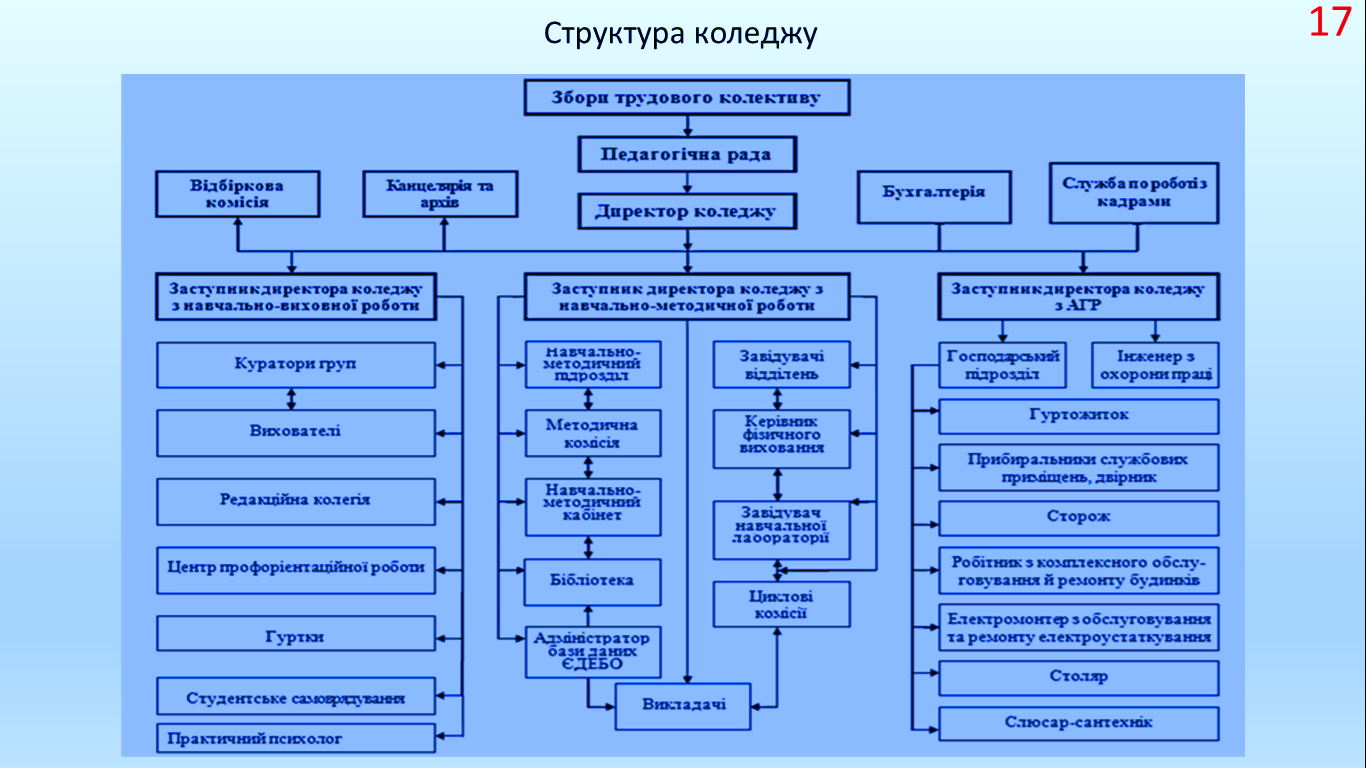 Структура коледжу
17
Збори трудового колективу
Педагогічна рада
Директор коледжу
Відбіркова
комісія
Канцелярія та
архів
Бухгалтерія
Служба по роботі з
кадрами
Заступник директора коледжу
з навчально-виховної роботи
Заступник директора коледжу з
навчально-методичної роботи
Заступник директора коледжу
з АГР
Куратори груп
Вихователі
Редакційна колегія
Центр профорієнтаційної роботи
Гуртки
Студентське самоврядування
Практичний психолог
Навчально-
методичний
підрозділ
Методична
комісія
Навчально-
методичний
кабінет
Бібліотека
Адміністратор
бази даних
ЄДЕБО
Завідувачі
відділень
Керівник
фізичного
виховання
Завідувач
навчальної
лабораторії
Циклові
комісії
Викладачі
Господарський
підрозділ
Інженер з
охорони праці
Гуртожиток
Прибиральники службових
приміщень, двірник
Сторож
Робітник з комплексного обслу-
говування й ремонту будинків
Електромонтер з обслуговування
та ремонту електроустаткування
Столяр
Слюсар-сантехнік